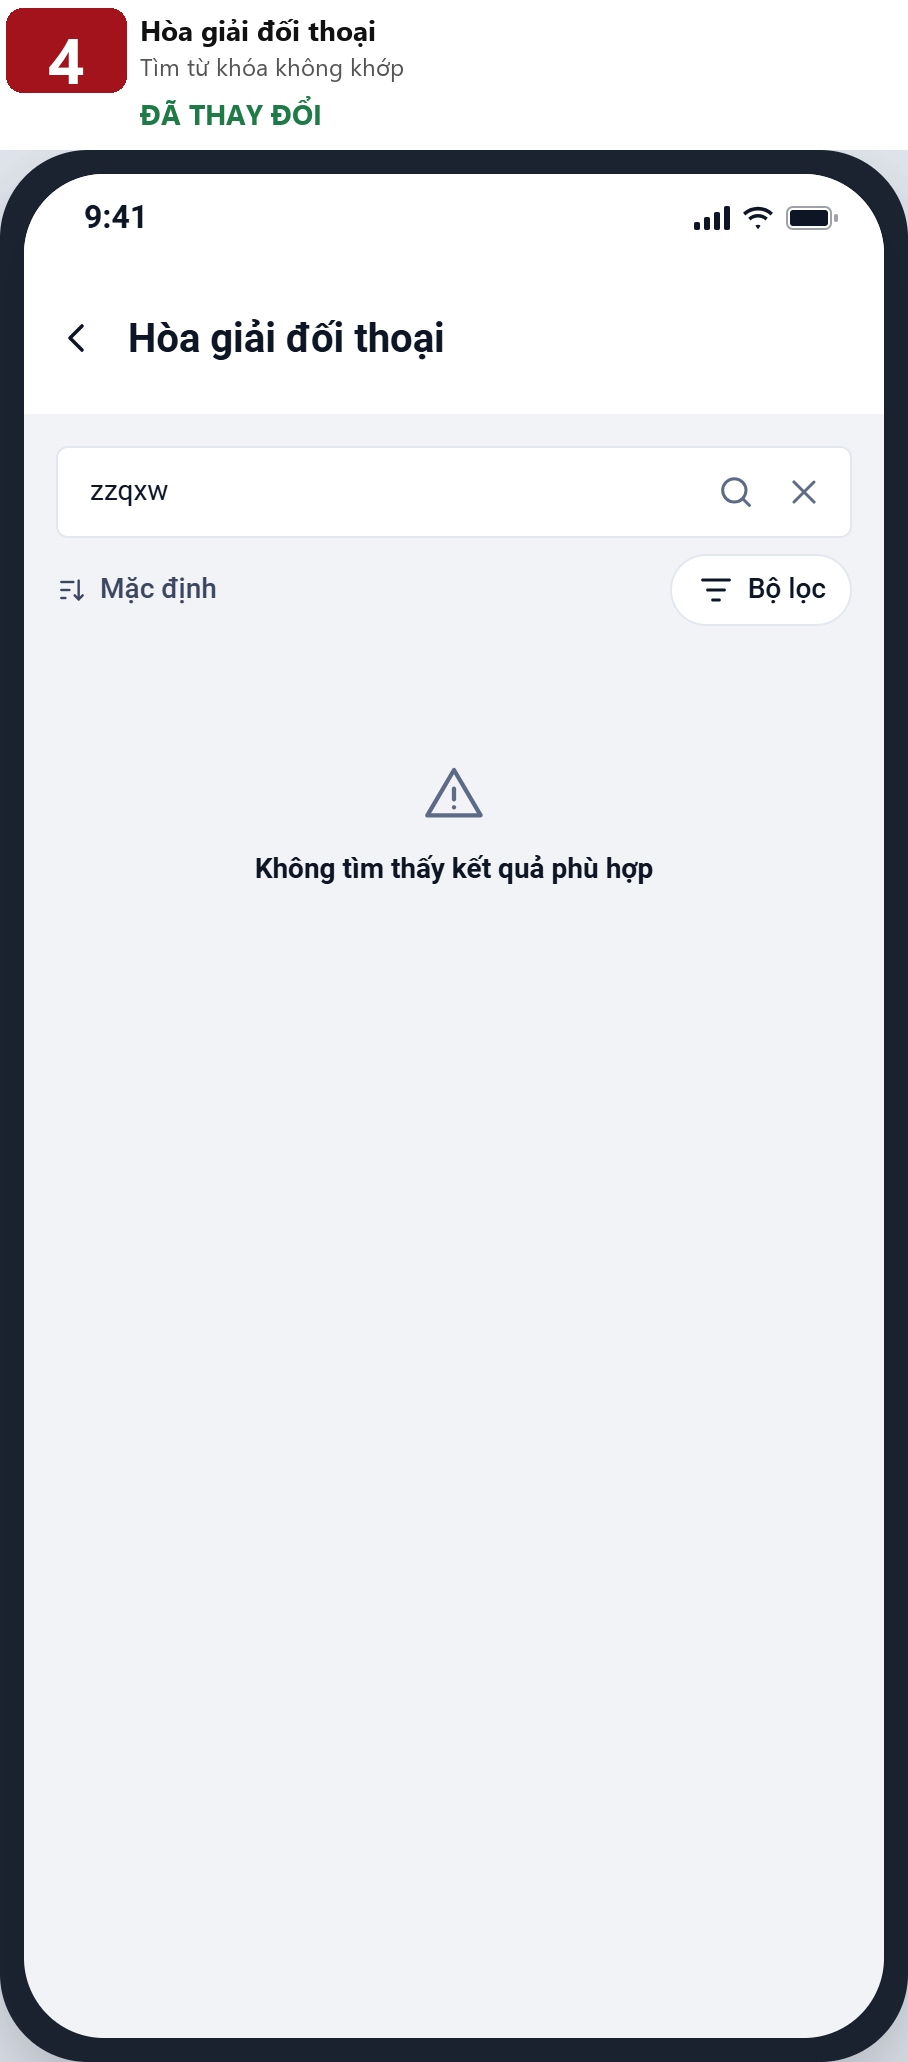 4
Hòa giải đối thoại
Tìm từ khóa không khớp
ĐÃ THAY ĐỔI
9:41
Hòa giải đối thoại
zzqxw
Mặc định
Bộ lọc
Không tìm thấy kết quả phù hợp